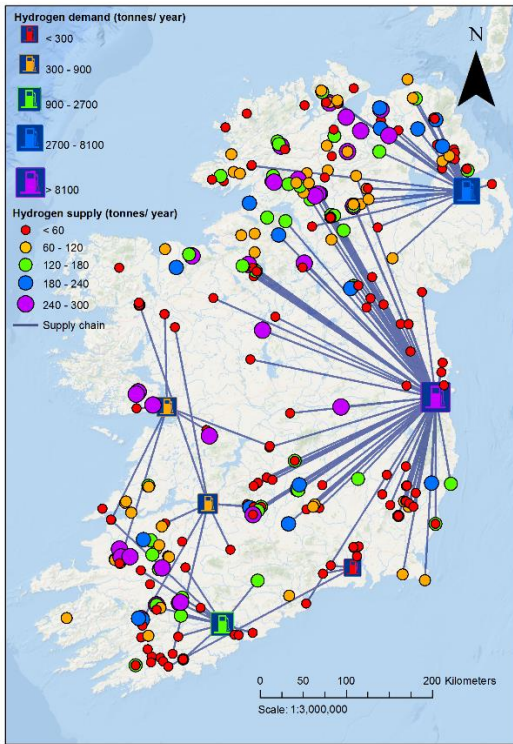 Hydrogen demand (tonnes/ year)
< 300
300 - 900
900 - 2700
2700 - 8100
> 8100
Hydrogen supply (tonnes/ year)
< 60
60 - 120
120 - 180
180 - 240
240 - 300
Supply chain
N
0 50 100 200 Kilometers
Scale: 1:3,000,000